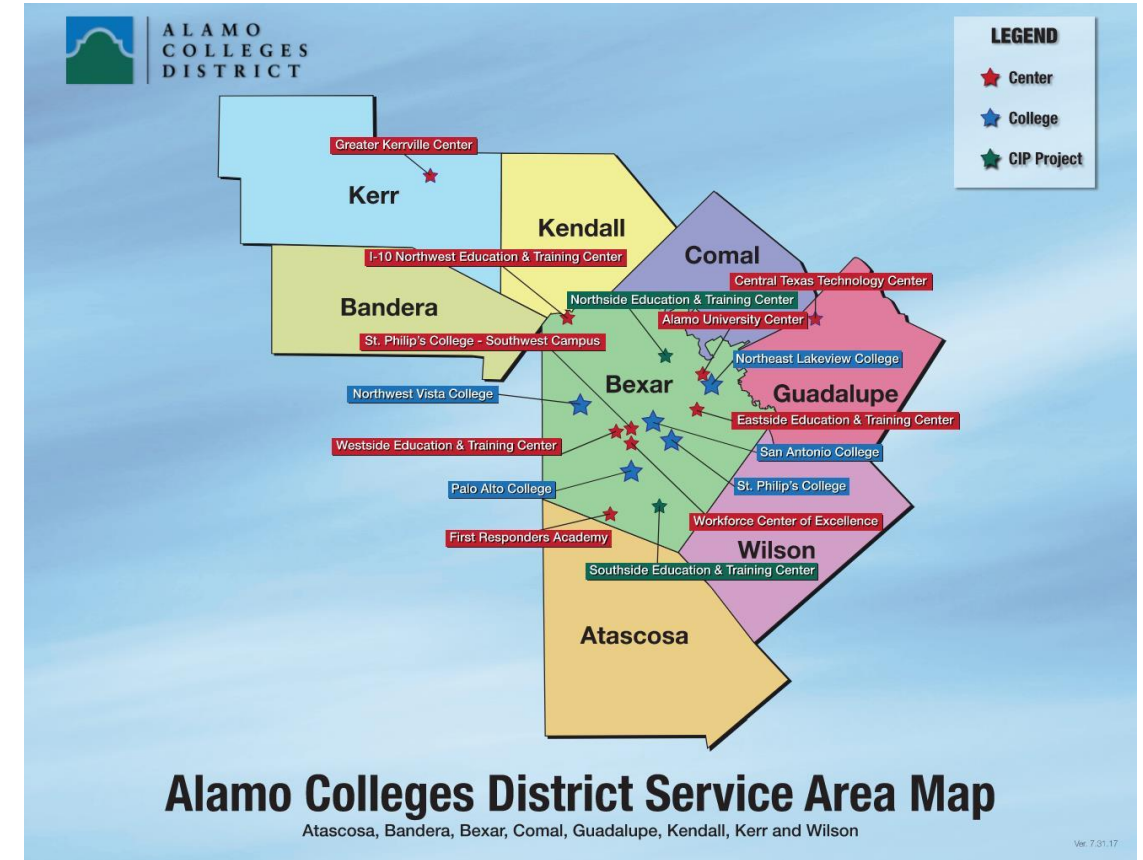 ALAMO
COLLEGES
DISTRICT
LEGEND
Center
College
CIP Project
Greater Kerrville Center
Kerr
Kendall
Comal
I-10 Northwest Education & Training Center
Central Texas Technology Center
Northside Education & Training Center
Bandera
Alamo University Center
St. Philip's College - Southwest Campus
Northeast Lakeview College
Bexar
Northwest Vista College
Guadalupe
Eastside Education & Training Center
Westside Education & Training Center
San Antonio College
Palo Alto College
St. Philip's College
Workforce Center of Excellence
First Responders Academy
Wilson
Southside Education & Training Center
Atascosa
Alamo Colleges District Service Area Map
Atascosa, Bandera, Bexar, Comal, Guadalupe, Kendall, Kerr and Wilson
Ver. 7.31.17